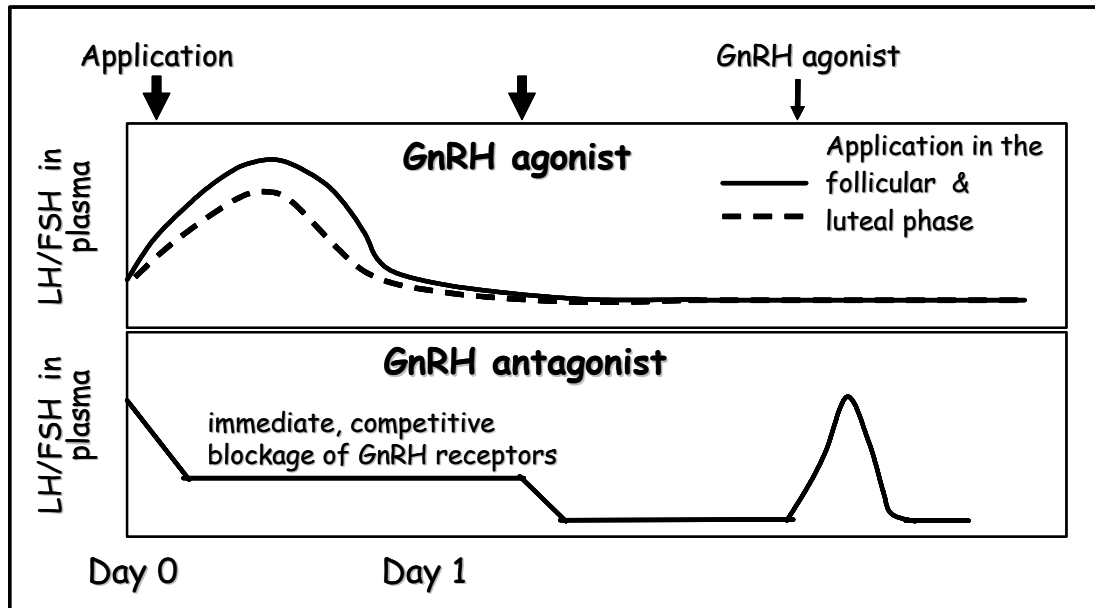 Application
GnRH agonist
LH/FSH in
plasma
GnRH agonist
Application in the
follicular &
luteal phase
LH/FSH in
plasma
GnRH antagonist
immediate, competitive
blockage of GnRH receptors
Day 0
Day 1